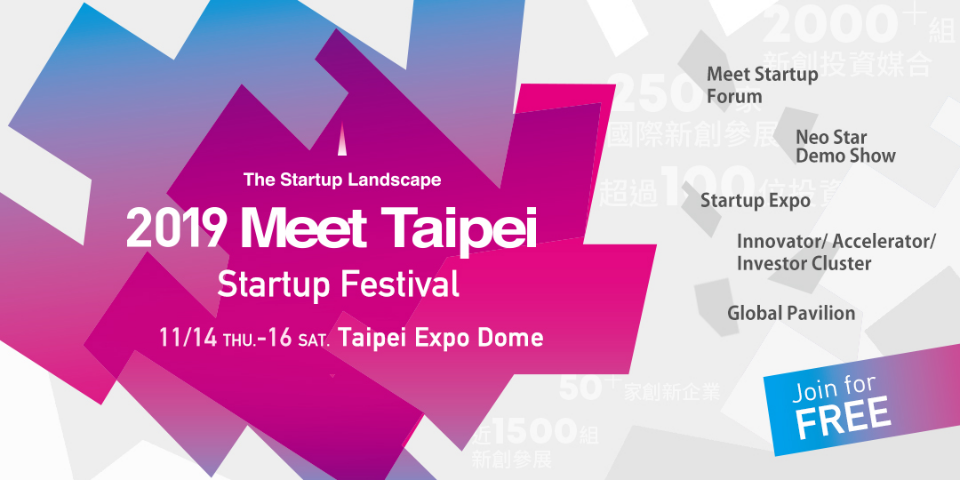 The Startup Landscape
2019 Meet Taipei
Startup Festival
11/14 THU.-16 SAT. Taipei Expo Dome
2000+組
新創投資媒合
250
國際新創參展
超過100位投資
50+家創新企業
近1500組
新創參展
Meet Startup
Forum
Neo Star
Demo Show
Startup Expo
Innovator/ Accelerator/
Investor Cluster
Global Pavilion
Join for
FREE